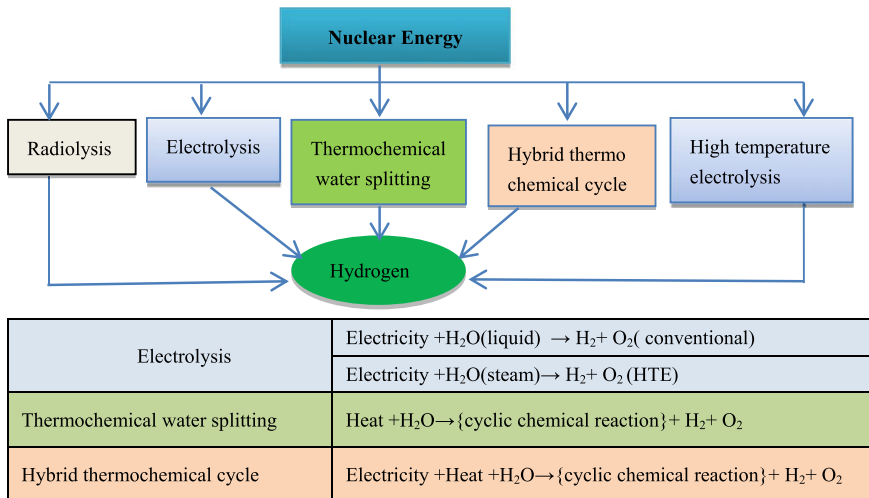 Nuclear Energy
Radiolysis
Electrolysis
Thermochemical
water splitting
Hybrid thermo
chemical cycle
High temperature
electrolysis
Hydrogen
Electrolysis
Electricity +H₂O(liquid) → H₂+ O₂( conventional)
Electricity +H₂O(steam)→ H₂+ O₂ (HTE)
Thermochemical water splitting
Heat +H₂O→{cyclic chemical reaction}+ H₂+ O₂
Hybrid thermochemical cycle
Electricity +Heat +H₂O→{cyclic chemical reaction}+ H₂+ O₂